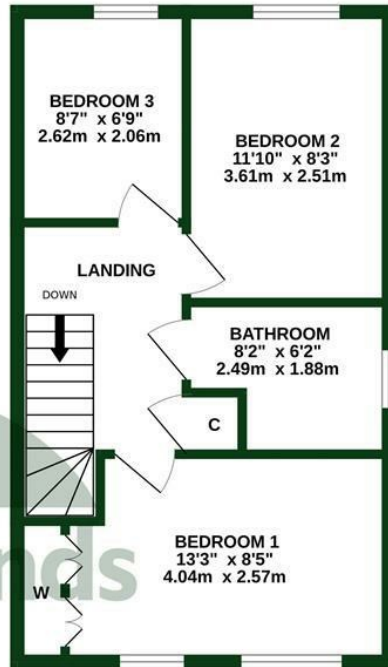 BEDROOM 3
8'7" x 6'9"
2.62m x 2.06m
BEDROOM 2
11'10" x 8'3"
3.61m x 2.51m
LANDING
DOWN
BATHROOM
8'2" x 6'2"
2.49m x 1.88m
C
BEDROOM 1
13'3" x 8'5"
4.04m x 2.57m
W
nds